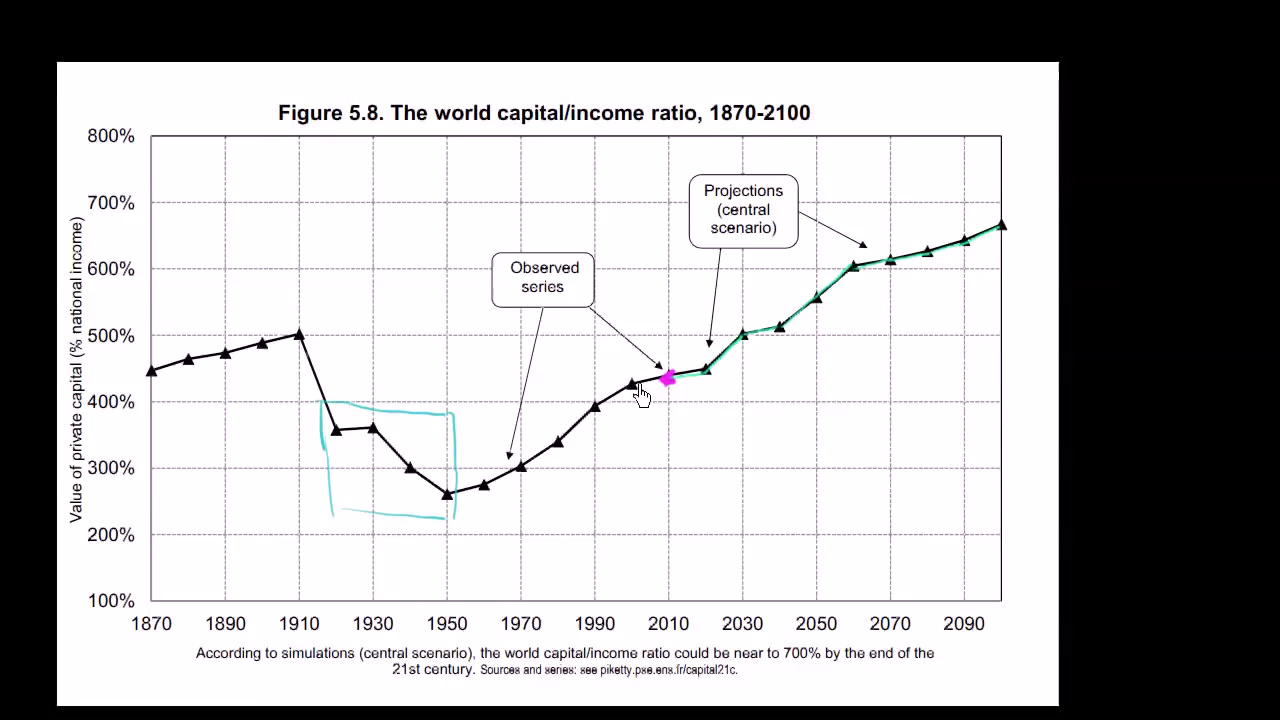 Figure 5.8. The world capital/income ratio, 1870-2100
800%
700%
600%
500%
400%
300%
200%
100%
Value of private capital (% national income)
Projections
(central
scenario)
Observed
series
1870 1890 1910 1930 1950 1970 1990 2010 2030 2050 2070 2090
According to simulations (central scenario), the world capital/income ratio could be near to 700% by the end of the
21st century. Sources and series: see piketty.pse.ens.fr/capital21c.